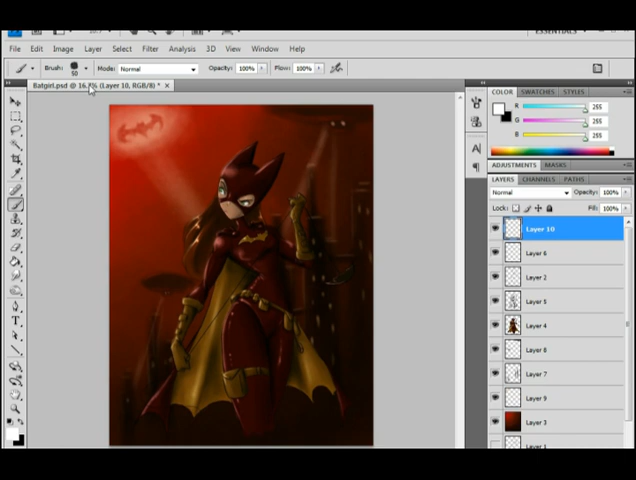 ESSENTIALS
File Edit Image Layer Select Filter Analysis 3D View Window Help
Brush: 50 Mode: Normal Opacity: 100% Flow: 100%
Batgirl.psd @ 16.7% (Layer 10, RGB/8) *
COLOR SWATCHES STYLES
R 255
G 255
B 255
ADJUSTMENTS MASKS
LAYERS CHANNELS PATHS
Normal Opacity: 100%
Lock: Fill: 100%
Layer 10
Layer 6
Layer 2
Layer 5
Layer 4
Layer 8
Layer 7
Layer 9
Layer 3
Layer 1